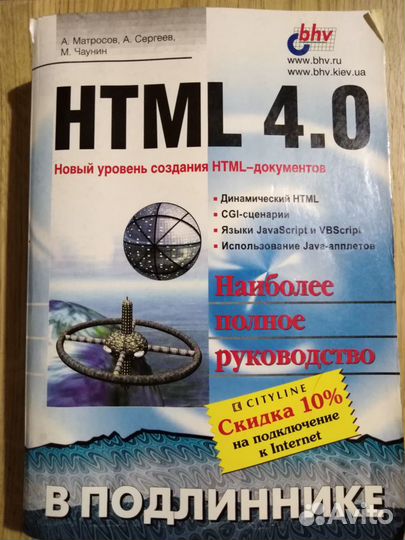 А. Матросов, А. Сергеев,
М. Чаунин
bhv
www.bhv.ru
www.bhv.kiev.ua
HTML 4.0
Новый уровень создания HTML-документов
Динамический HTML
CGI-сценарии
Языки JavaScript и VBScript
Использование Java-апплетов
Наиболее
полное
руководство
CITYLINE
Скидка 10%
на подключение
к Internet
В ПОДЛИННИКЕ
Avito